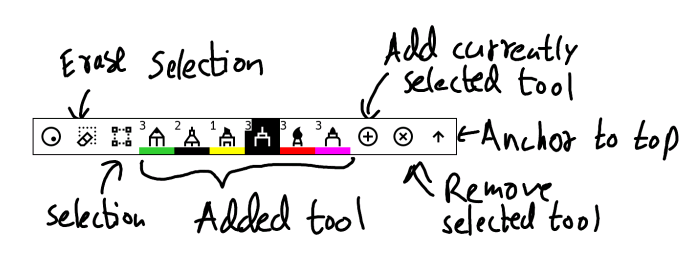 Erase Selection
Add currently
selected tool
3 2 1 3 3 3
Anchor to top
selection
Added tool
Remove
selected tool